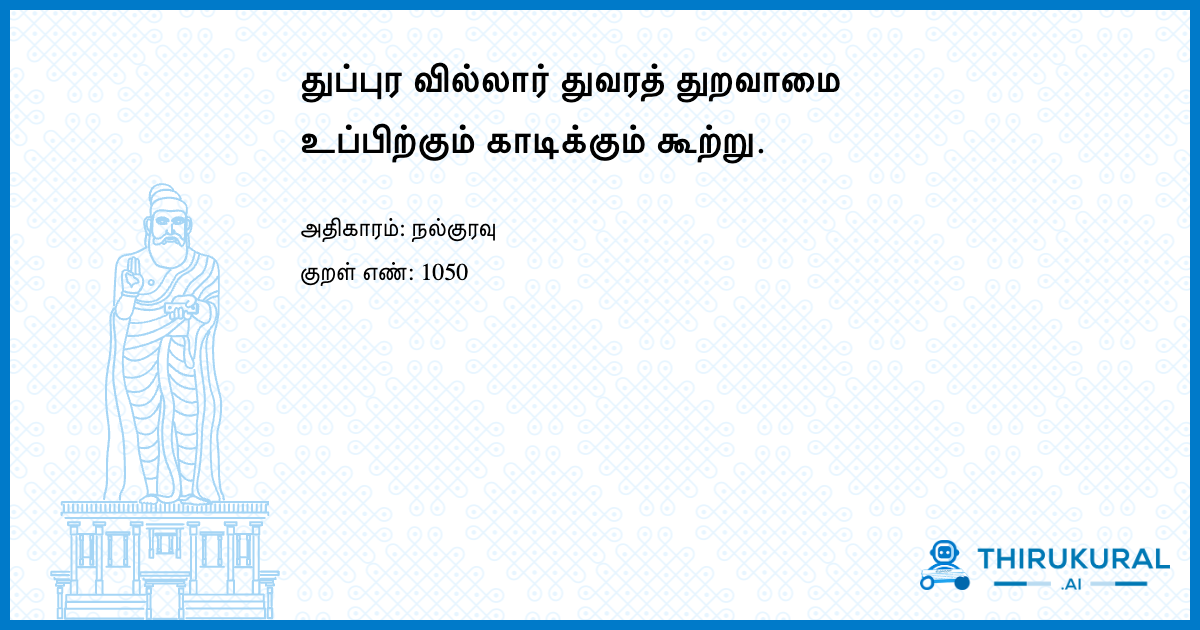 துப்புர வில்லார் துவரத் துறவாமை
உப்பிற்கும் காடிக்கும் கூற்று.
அதிகாரம்: நல்குரவு
குறள் எண்: 1050
THIRUKURAL
.AI